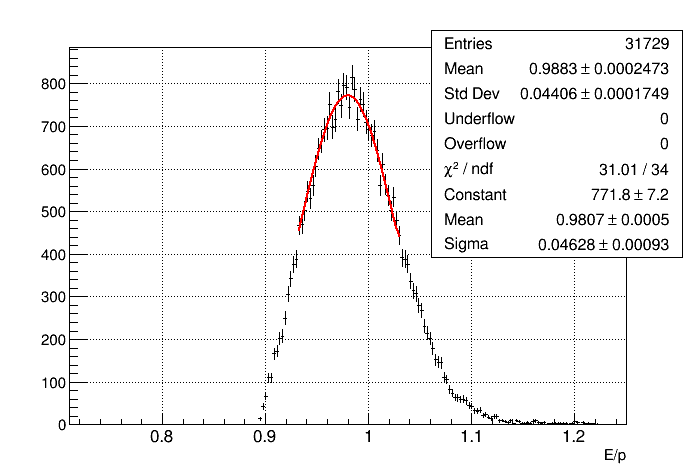 Entries 31729
Mean 0.9883 ± 0.0002473
Std Dev 0.04406 ± 0.0001749
Underflow 0
Overflow 0
χ² / ndf 31.01 / 34
Constant 771.8 ± 7.2
Mean 0.9807 ± 0.0005
Sigma 0.04628 ± 0.00093
800
700
600
500
400
300
200
100
0
0.8 0.9 1 1.1 1.2
E/p